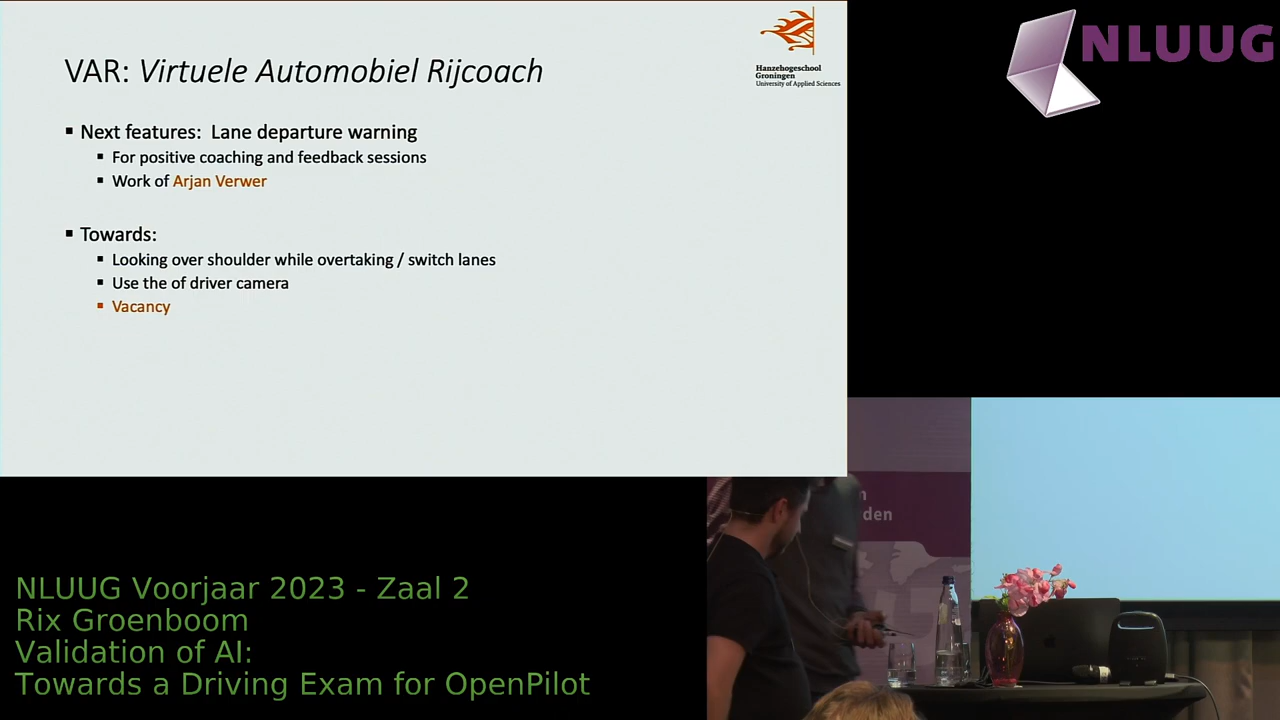 VAR: Virtuele Automobiel Rijcoach
Hanzehogeschool
Groningen
University of Applied Sciences
NLUUG
Next features: Lane departure warning
For positive coaching and feedback sessions
Work of Arjan Verwer
Towards:
Looking over shoulder while overtaking / switch lanes
Use the of driver camera
Vacancy
den
NLUUG Voorjaar 2023 - Zaal 2
Rix Groenboom
Validation of AI:
Towards a Driving Exam for OpenPilot